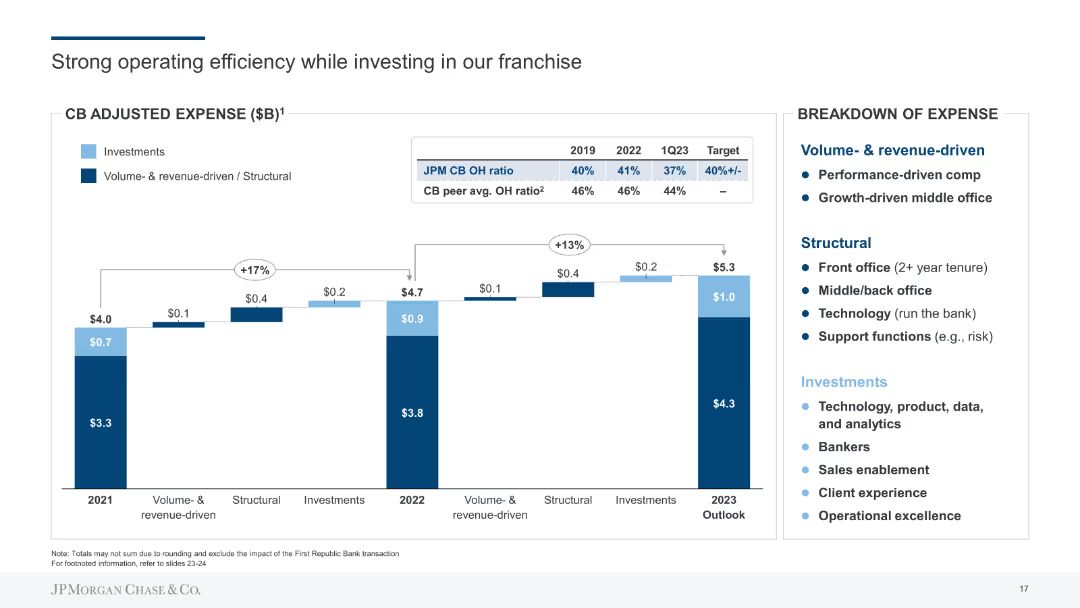 Strong operating efficiency while investing in our franchise
CB ADJUSTED EXPENSE ($B)¹
Investments
Volume- & revenue-driven / Structural
2019 2022 1Q23 Target
JPM CB OH ratio 40% 41% 37% 40%+/-
CB peer avg. OH ratio² 46% 46% 44% –
+17%
+13%
$4.0
$0.7
$3.3
$0.1
$0.4
$0.2
$4.7
$0.9
$3.8
$0.1
$0.4
$0.2
$5.3
$1.0
$4.3
2021
Volume- &
revenue-driven
Structural
Investments
2022
Volume- &
revenue-driven
Structural
Investments
2023
Outlook
BREAKDOWN OF EXPENSE
Volume- & revenue-driven
● Performance-driven comp
● Growth-driven middle office
Structural
● Front office (2+ year tenure)
● Middle/back office
● Technology (run the bank)
● Support functions (e.g., risk)
Investments
● Technology, product, data,
and analytics
● Bankers
● Sales enablement
● Client experience
● Operational excellence
Note: Totals may not sum due to rounding and exclude the impact of the First Republic Bank transaction
For footnoted information, refer to slides 23-24
JPMORGAN CHASE & CO.
17